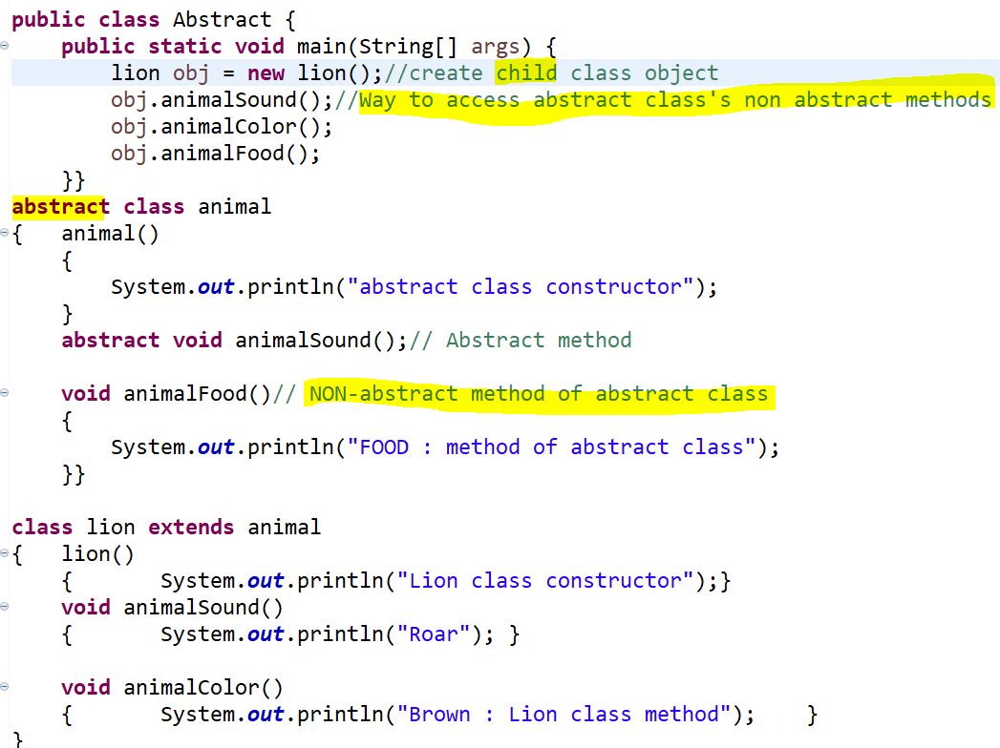 public class Abstract {
public static void main(String[] args) {
lion obj = new lion();//create child class object
obj.animalSound();//Way to access abstract class's non abstract methods
obj.animalColor();
obj.animalFood();
}}
abstract class animal
{ animal()
{
System.out.println("abstract class constructor");
}
abstract void animalSound();// Abstract method
void animalFood()// NON-abstract method of abstract class
{
System.out.println("FOOD : method of abstract class");
}}
class lion extends animal
{ lion()
{ System.out.println("Lion class constructor");}
void animalSound()
{ System.out.println("Roar"); }
void animalColor()
{ System.out.println("Brown : Lion class method"); }
}